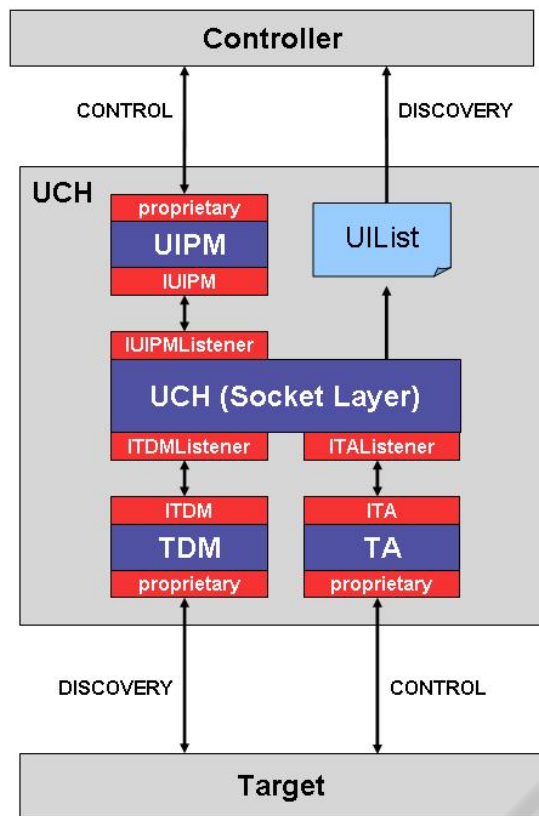 Controller
CONTROL
DISCOVERY
UCH
proprietary
UIPM
IUIPM
UIList
IUIPMListener
UCH (Socket Layer)
ITDMListener
ITAListener
ITDM
ITA
TDM
TA
proprietary
proprietary
DISCOVERY
CONTROL
Target